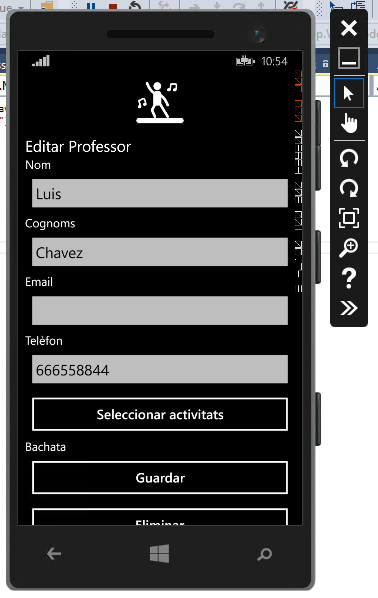 10:54
Editar Professor
Nom
Luis
Cognoms
Chavez
Email
Telèfon
666558844
Seleccionar activitats
Bachata
Guardar
Eliminar